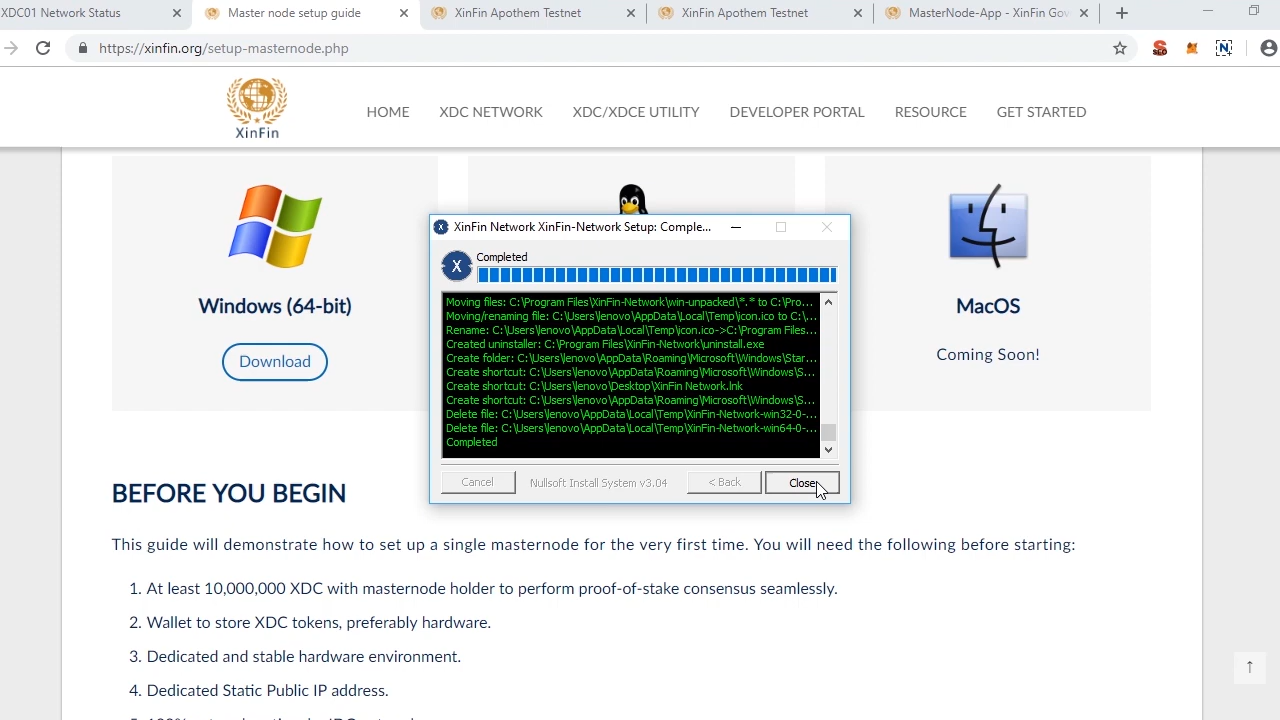 XDC01 Network Status
Master node setup guide
XinFin Apothem Testnet
XinFin Apothem Testnet
MasterNode-App - XinFin Gov
https://xinfin.org/setup-masternode.php
XinFin
HOME
XDC NETWORK
XDC/XDCE UTILITY
DEVELOPER PORTAL
RESOURCE
GET STARTED
Windows (64-bit)
Download
MacOS
Coming Soon!
XinFin Network XinFin-Network Setup: Comple...
X
Completed
Moving files: C:\Program Files\XinFin-Network\win-unpacked\*.* to C:\Pro...
Moving/renaming file: C:\Users\lenovo\AppData\Local\Temp\icon.ico to C:\...
Rename: C:\Users\lenovo\AppData\Local\Temp\icon.ico->C:\Program Files...
Created uninstaller: C:\Program Files\XinFin-Network\uninstall.exe
Create folder: C:\Users\lenovo\AppData\Roaming\Microsoft\Windows\Star...
Create shortcut: C:\Users\lenovo\AppData\Roaming\Microsoft\Windows\S...
Create shortcut: C:\Users\lenovo\Desktop\XinFin Network.lnk
Create shortcut: C:\Users\lenovo\AppData\Roaming\Microsoft\Windows\S...
Delete file: C:\Users\lenovo\AppData\Local\Temp\XinFin-Network-win32-0-...
Delete file: C:\Users\lenovo\AppData\Local\Temp\XinFin-Network-win64-0-...
Completed
Cancel
Nullsoft Install System v3.04
< Back
Close
BEFORE YOU BEGIN
This guide will demonstrate how to set up a single masternode for the very first time. You will need the following before starting:
1. At least 10,000,000 XDC with masternode holder to perform proof-of-stake consensus seamlessly.
2. Wallet to store XDC tokens, preferably hardware.
3. Dedicated and stable hardware environment.
4. Dedicated Static Public IP address.